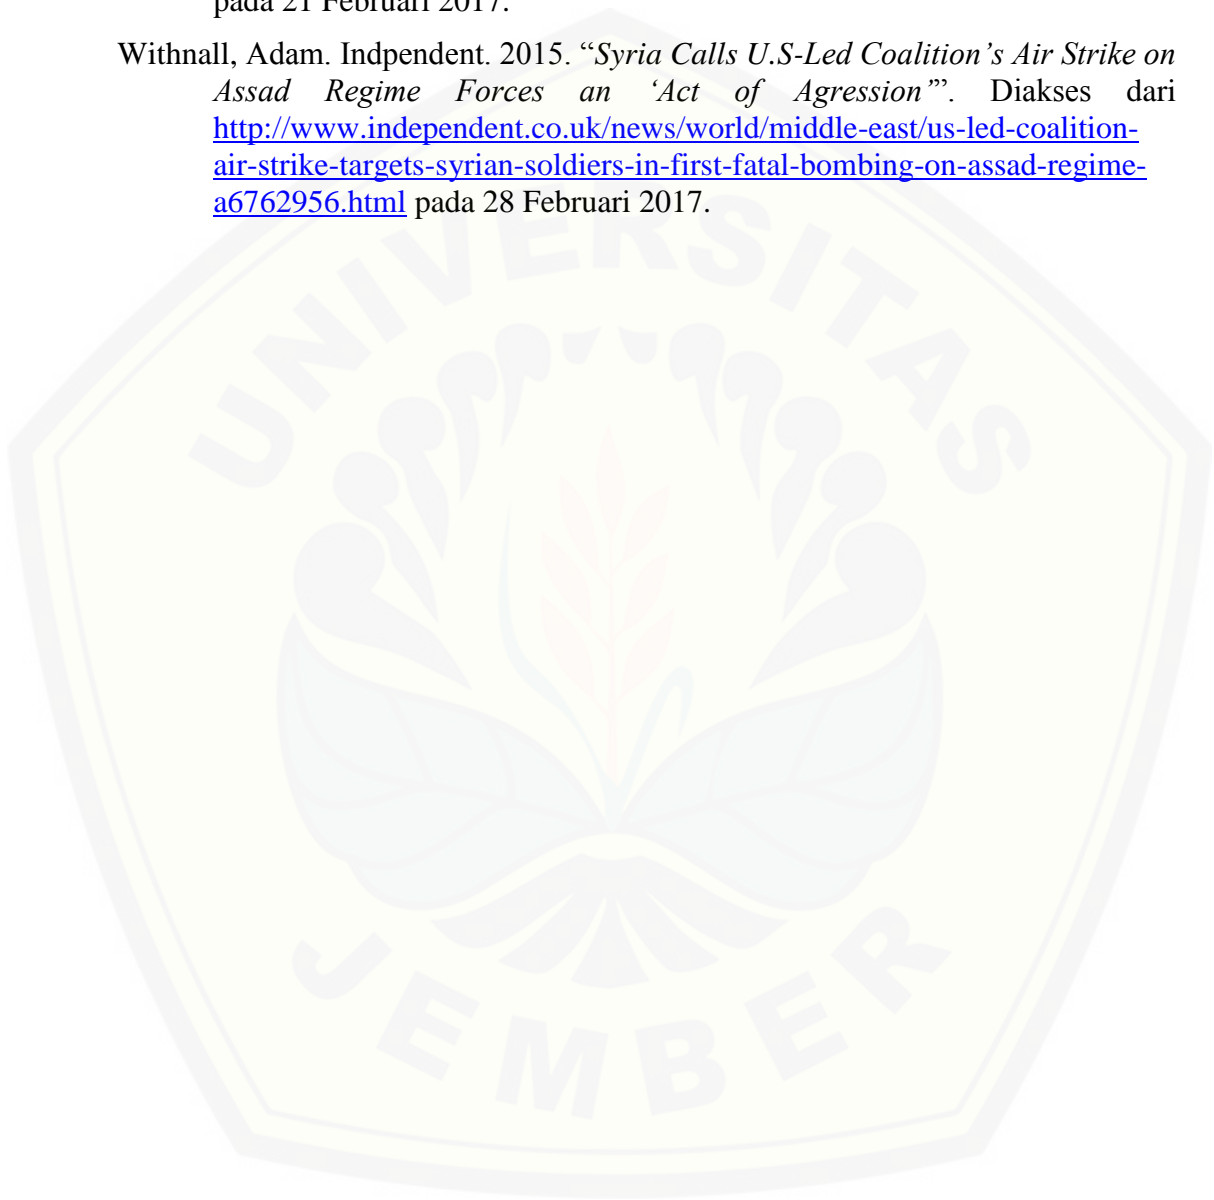 pada 21 Februari 2017.
Withnall, Adam. Indpendent. 2015. “Syria Calls U.S-Led Coalition’s Air Strike on
Assad Regime Forces an ‘Act of Agression’”. Diakses dari
http://www.independent.co.uk/news/world/middle-east/us-led-coalition-
air-strike-targets-syrian-soldiers-in-first-fatal-bombing-on-assad-regime-
a6762956.html pada 28 Februari 2017.
UNIVERSITAS
JEMBER